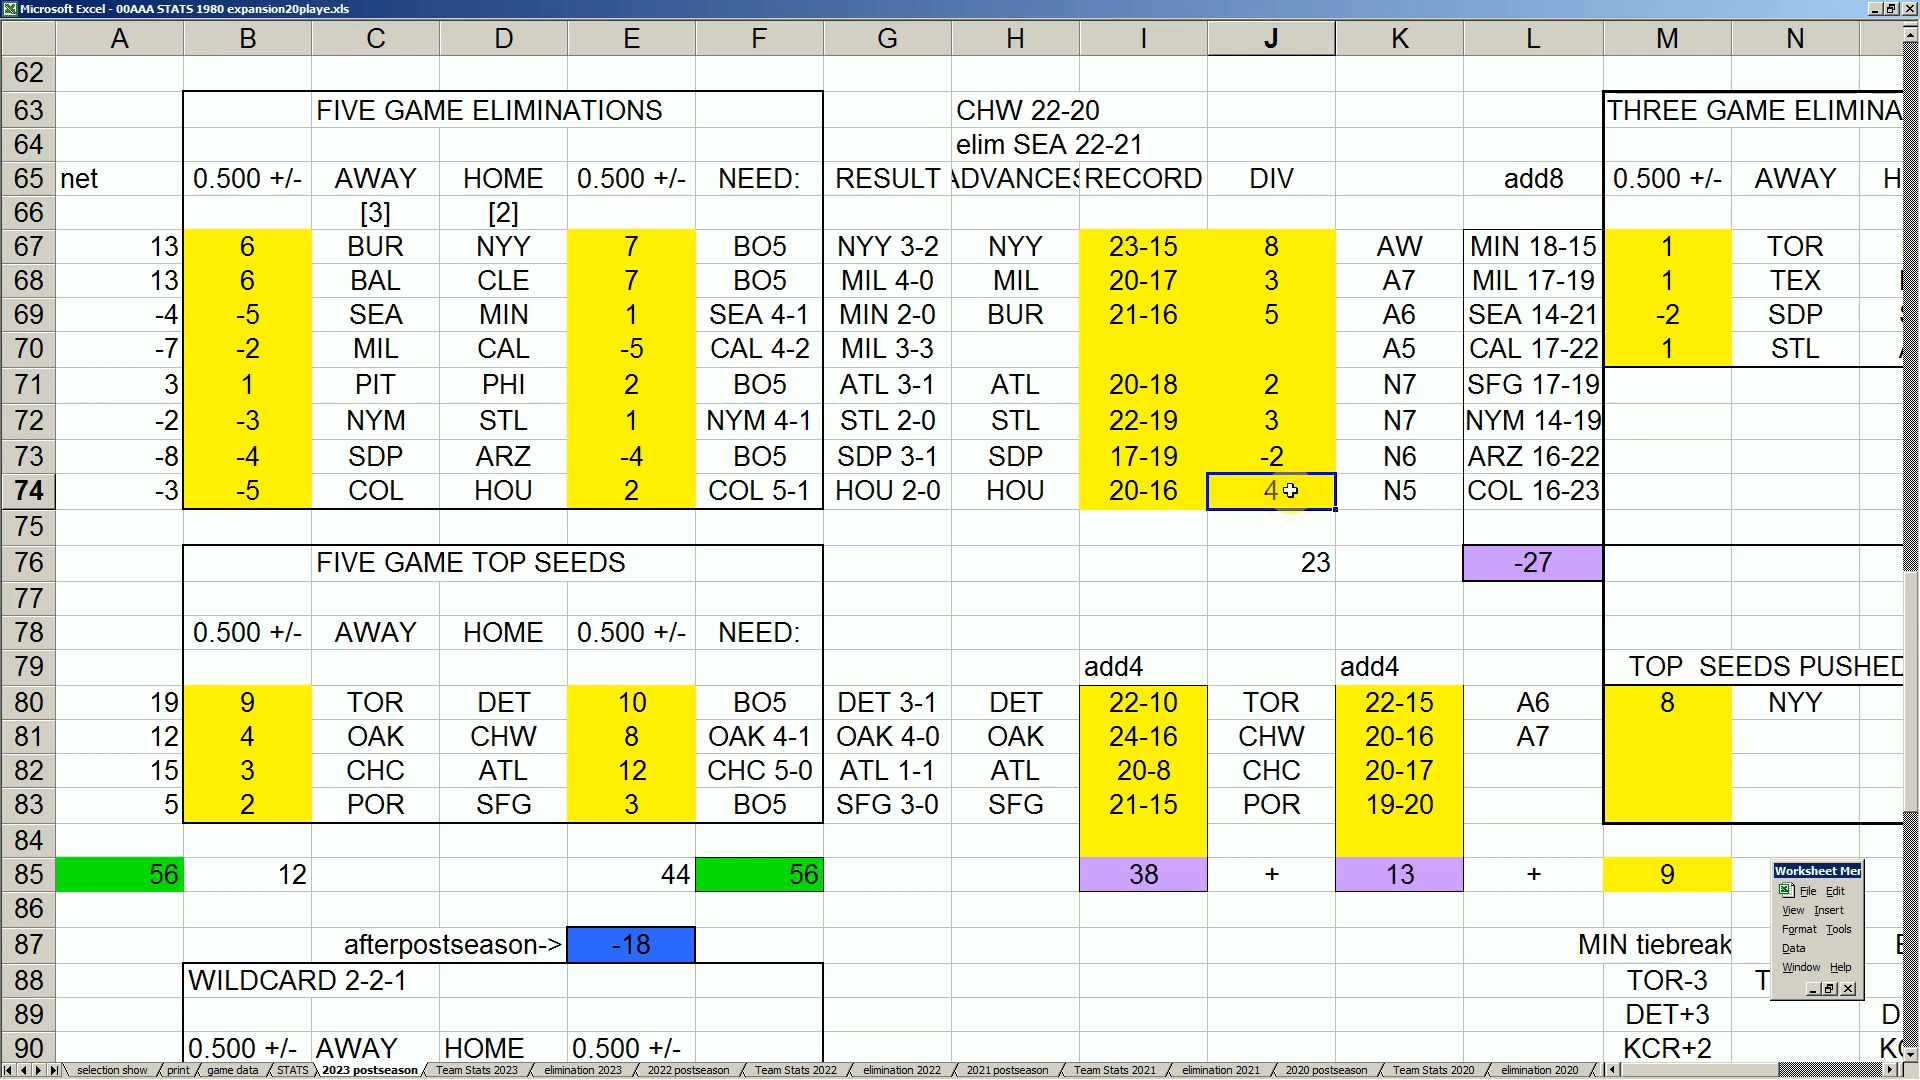 Microsoft Excel - 00AAA STATS 1980 expansion20playe.xls
A B C D E F G H I J K L M N
62
63 FIVE GAME ELIMINATIONS CHW 22-20 THREE GAME ELIMINA
64 elim SEA 22-21
65 net 0.500 +/- AWAY HOME 0.500 +/- NEED: RESULT ADVANCES RECORD DIV add8 0.500 +/- AWAY H
66 [3] [2]
67 13 6 BUR NYY 7 BO5 NYY 3-2 NYY 23-15 8 AW MIN 18-15 1 TOR
68 13 6 BAL CLE 7 BO5 MIL 4-0 MIL 20-17 3 A7 MIL 17-19 1 TEX
69 -4 -5 SEA MIN 1 SEA 4-1 MIN 2-0 BUR 21-16 5 A6 SEA 14-21 -2 SDP
70 -7 -2 MIL CAL -5 CAL 4-2 MIL 3-3 A5 CAL 17-22 1 STL
71 3 1 PIT PHI 2 BO5 ATL 3-1 ATL 20-18 2 N7 SFG 17-19
72 -2 -3 NYM STL 1 NYM 4-1 STL 2-0 STL 22-19 3 N7 NYM 14-19
73 -8 -4 SDP ARZ -4 BO5 SDP 3-1 SDP 17-19 -2 N6 ARZ 16-22
74 -3 -5 COL HOU 2 COL 5-1 HOU 2-0 HOU 20-16 4 N5 COL 16-23
75
76 FIVE GAME TOP SEEDS 23 -27
77
78 0.500 +/- AWAY HOME 0.500 +/- NEED:
79 add4 add4 TOP SEEDS PUSHED
80 19 9 TOR DET 10 BO5 DET 3-1 DET 22-10 TOR 22-15 A6 8 NYY
81 12 4 OAK CHW 8 OAK 4-1 OAK 4-0 OAK 24-16 CHW 20-16 A7
82 15 3 CHC ATL 12 CHC 5-0 ATL 1-1 ATL 20-8 CHC 20-17
83 5 2 POR SFG 3 BO5 SFG 3-0 SFG 21-15 POR 19-20
84
85 56 12 44 56 38 + 13 + 9
86
87 afterpostseason-> -18 MIN tiebreak
88 WILDCARD 2-2-1 TOR-3
89 DET+3 D
90 0.500 +/- AWAY HOME 0.500 +/- KCR+2
Worksheet Mer
File Edit
View Insert
Format Tools
Data
Window Help
selection show print game data STATS 2023 postseason Team Stats 2023 elimination 2023 2022 postseason Team Stats 2022 elimination 2022 2021 postseason Team Stats 2021 elimination 2021 2020 postseason Team Stats 2020 elimination 2020